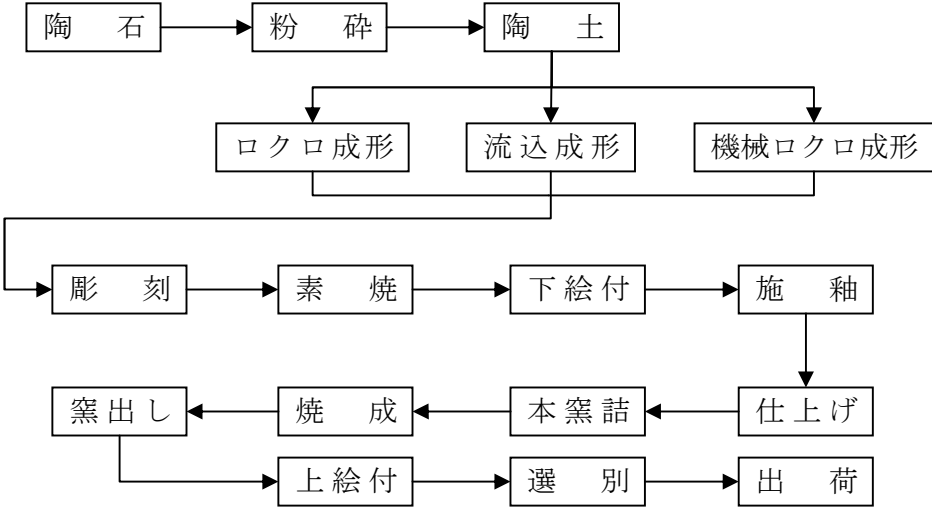 陶石
粉砕
陶土
ロクロ成形
流込成形
機械ロクロ成形
彫刻
素焼
下絵付
施釉
仕上げ
本窯詰
焼成
窯出し
上絵付
選別
出荷